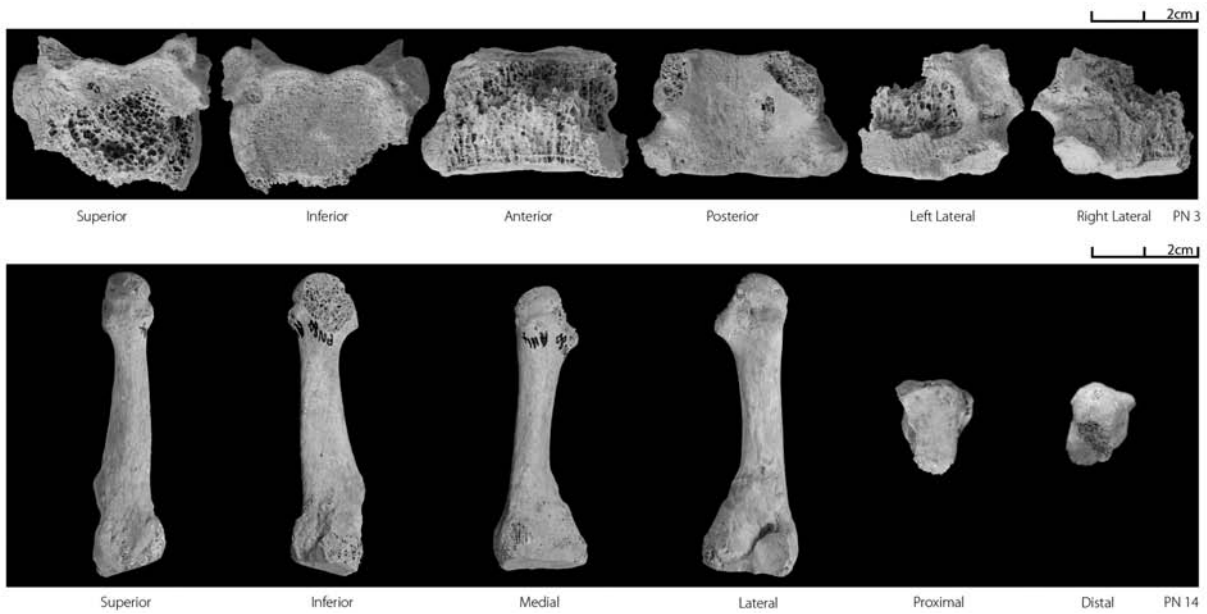 2cm
Superior Inferior Anterior Posterior Left Lateral Right Lateral PN 3
2cm
Superior Inferior Medial Lateral Proximal Distal PN 14